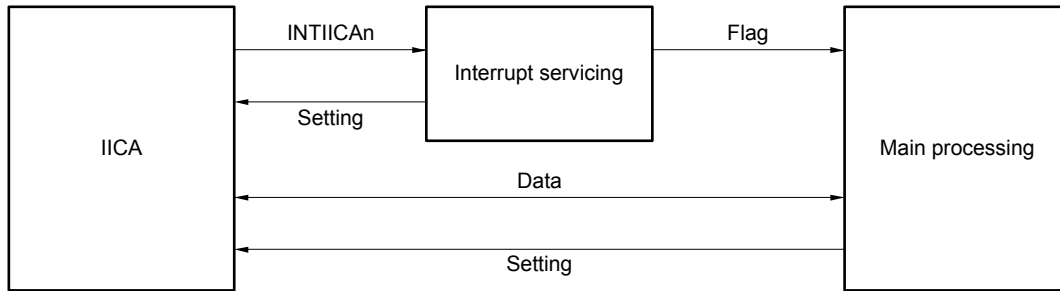 INTIICAn
Flag
Interrupt servicing
Setting
IICA
Main processing
Data
Setting